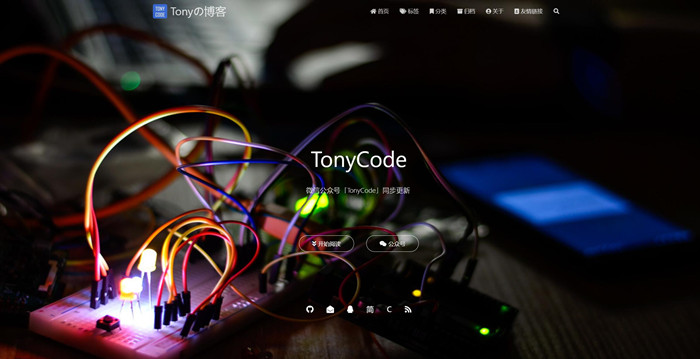 TONY
CODE
Tonyの博客
首页
标签
分类
归档
关于
友情链接
TonyCode
微信公众号「TonyCode」同步更新
开始阅读
公众号
简
C